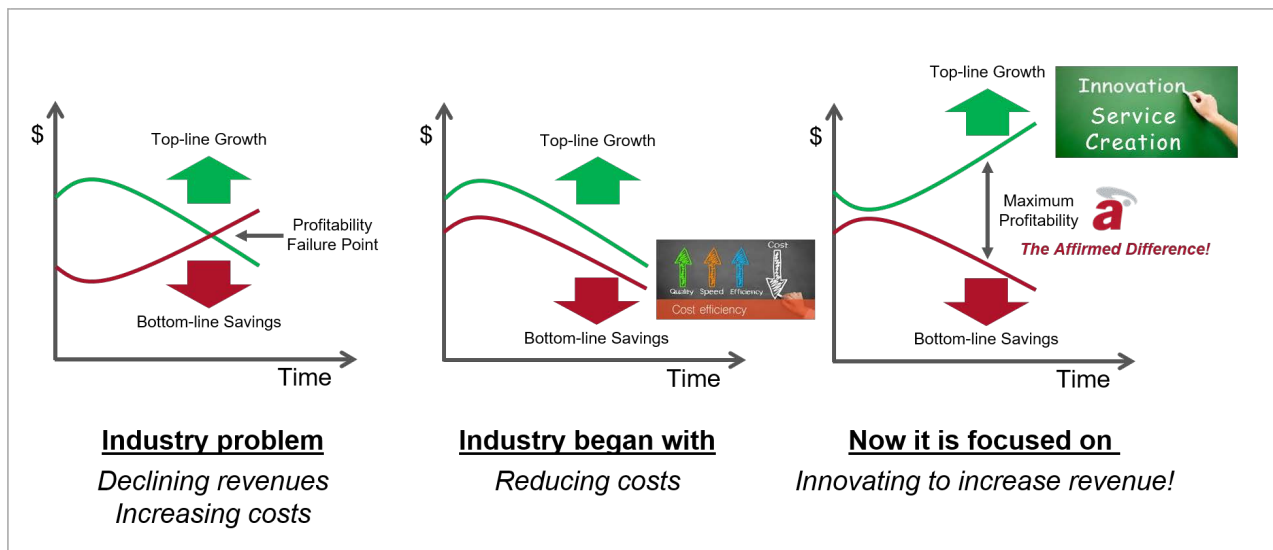 $
Top-line Growth
Profitability
Failure Point
Bottom-line Savings
Time
Industry problem
Declining revenues
Increasing costs
$
Top-line Growth
Quality
Speed
Efficiency
Cost
Cost efficiency
Bottom-line Savings
Time
Industry began with
Reducing costs
$
Top-line Growth
Innovation
Service
Creation
Maximum
Profitability
a
The Affirmed Difference!
Bottom-line Savings
Time
Now it is focused on
Innovating to increase revenue!